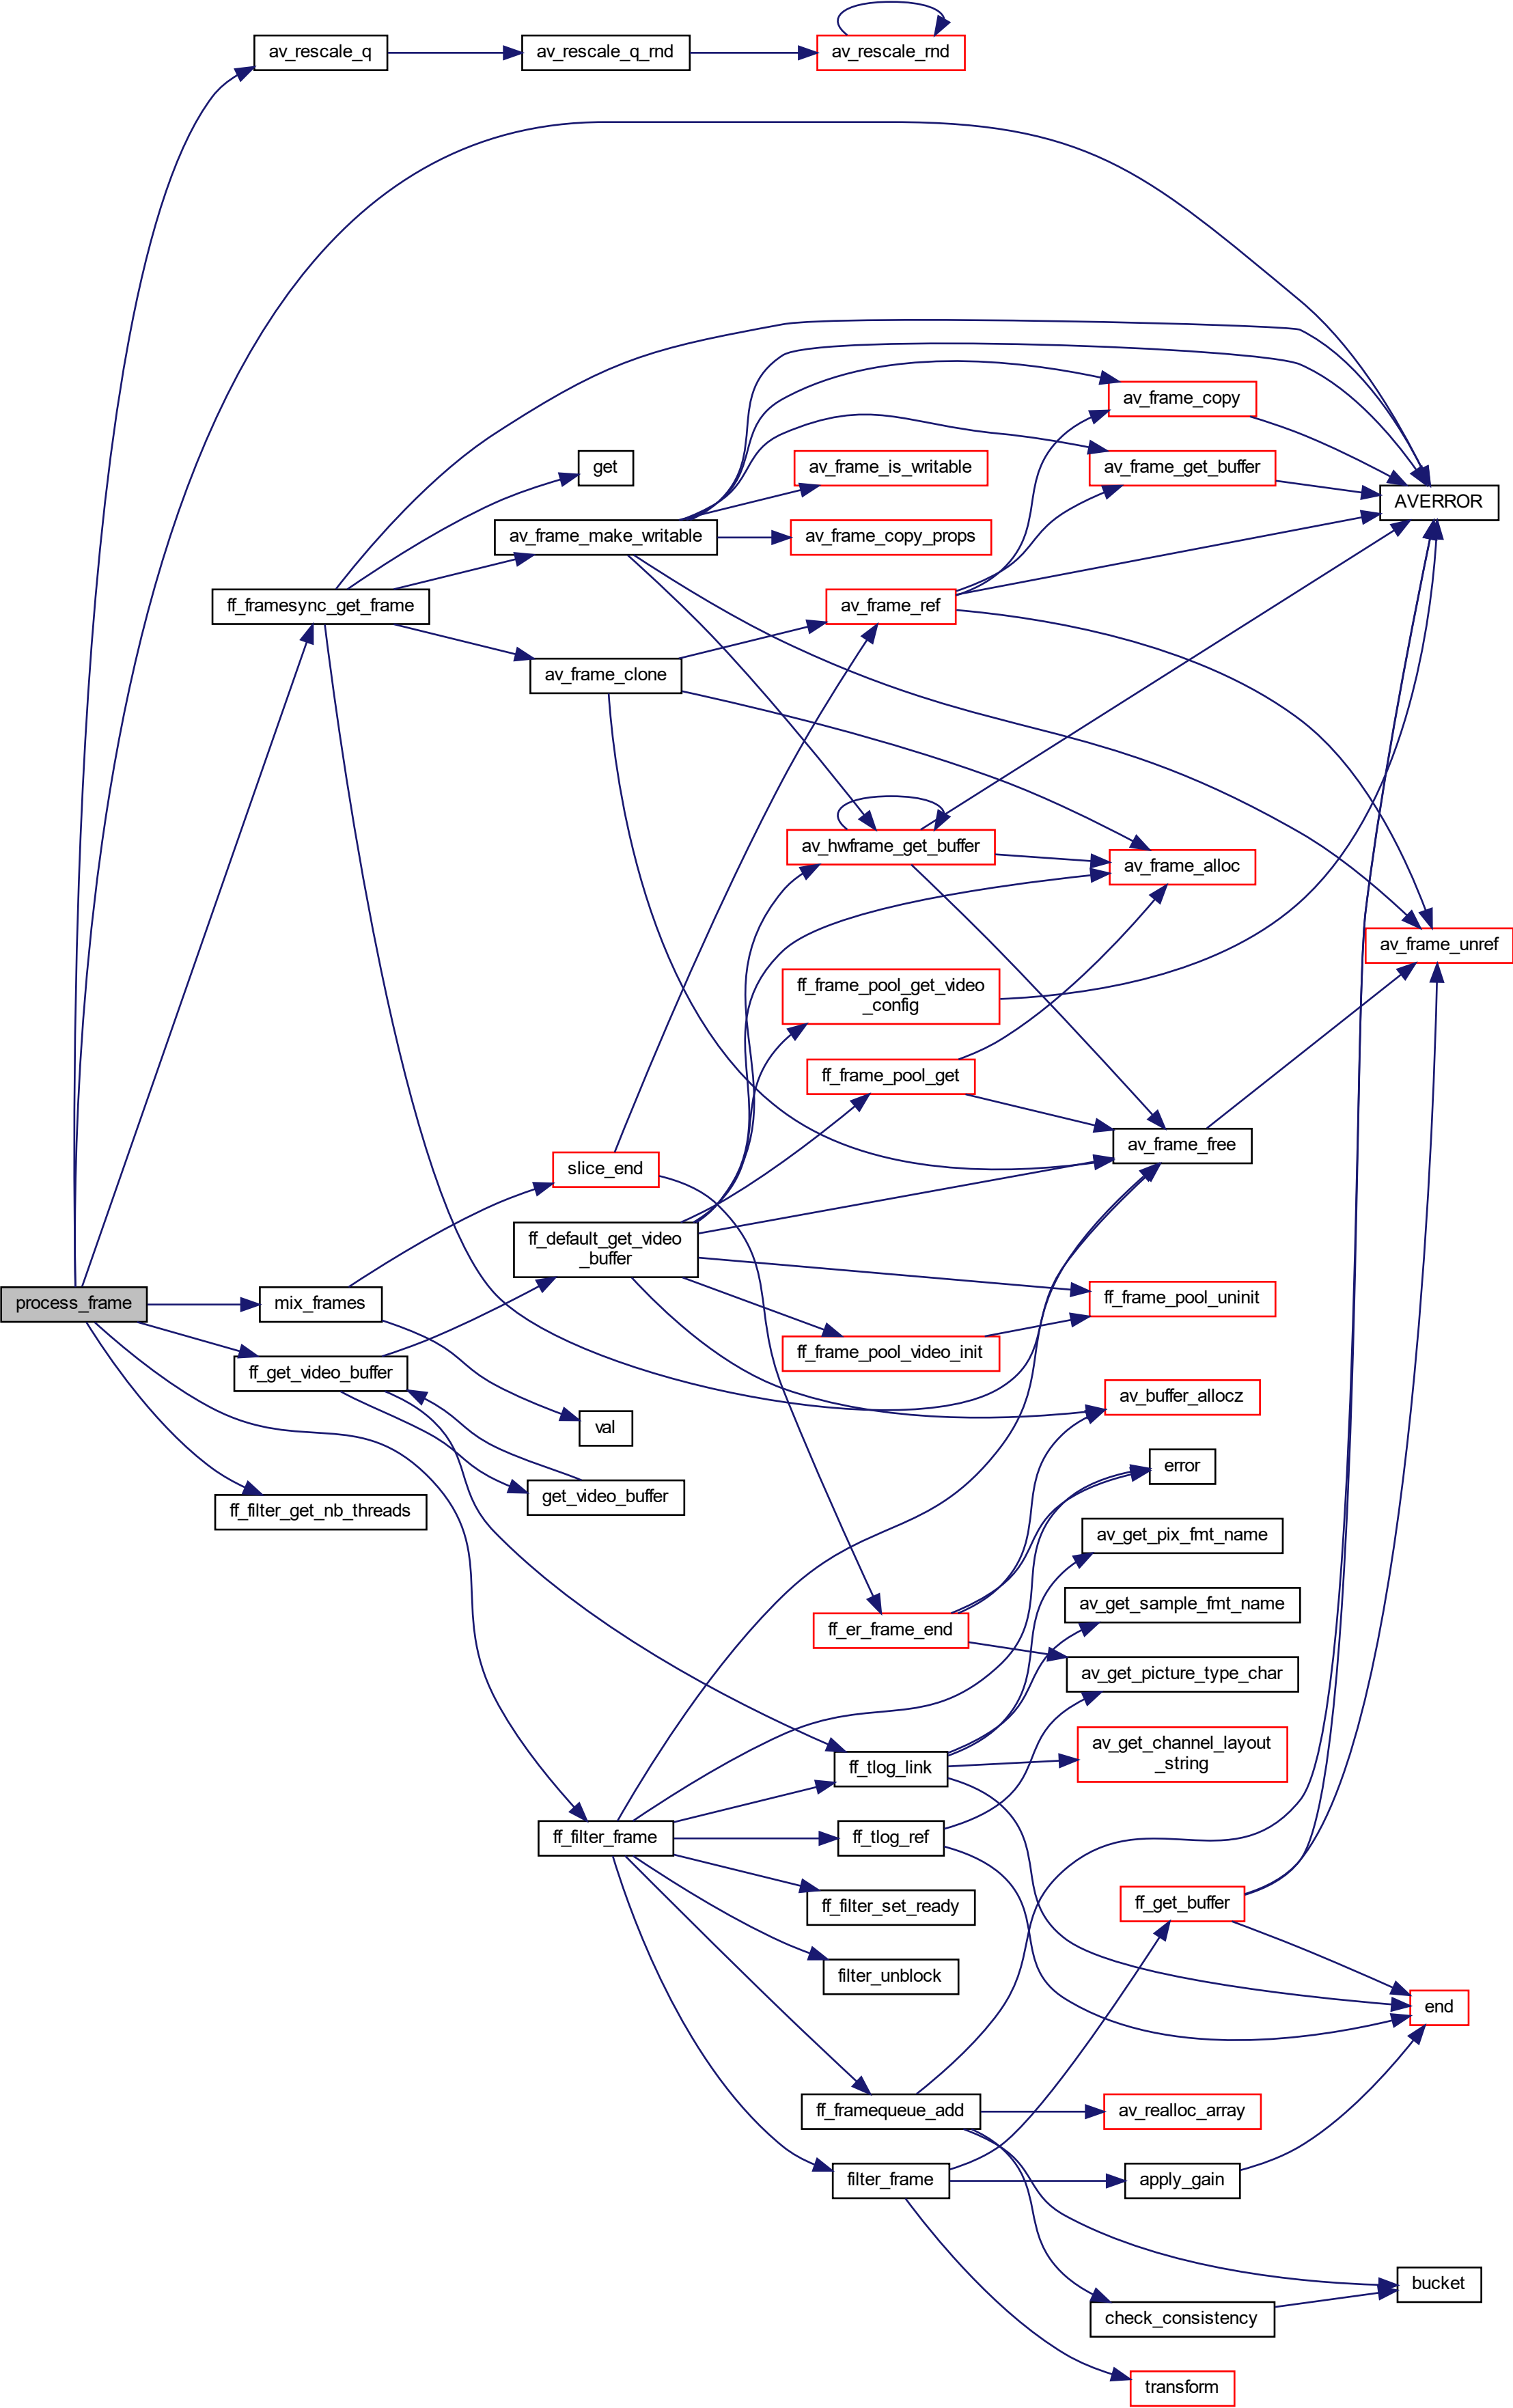 av_rescale_q
av_rescale_q_rnd
av_rescale_rnd
av_frame_copy
get
av_frame_is_writable
av_frame_get_buffer
AVERROR
av_frame_make_writable
av_frame_copy_props
ff_framesync_get_frame
av_frame_ref
av_frame_clone
av_hwframe_get_buffer
av_frame_alloc
av_frame_unref
ff_frame_pool_get_video
_config
ff_frame_pool_get
av_frame_free
slice_end
ff_default_get_video
_buffer
process_frame
mix_frames
ff_frame_pool_uninit
ff_frame_pool_video_init
ff_get_video_buffer
av_buffer_allocz
val
error
get_video_buffer
ff_filter_get_nb_threads
av_get_pix_fmt_name
av_get_sample_fmt_name
ff_er_frame_end
av_get_picture_type_char
av_get_channel_layout
_string
ff_tlog_link
ff_filter_frame
ff_tlog_ref
ff_filter_set_ready
ff_get_buffer
filter_unblock
end
ff_framequeue_add
av_realloc_array
filter_frame
apply_gain
bucket
check_consistency
transform